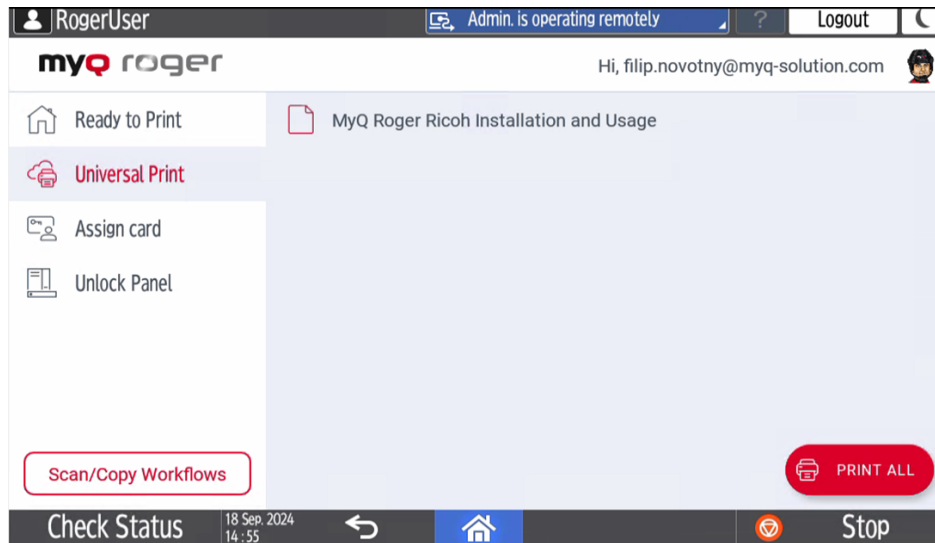 RogerUser
Admin. is operating remotely
?
Logout
myQ roger
Hi, filip.novotny@myq-solution.com
Ready to Print
MyQ Roger Ricoh Installation and Usage
Universal Print
Assign card
Unlock Panel
Scan/Copy Workflows
PRINT ALL
Check Status
18 Sep. 2024
14 : 55
Stop